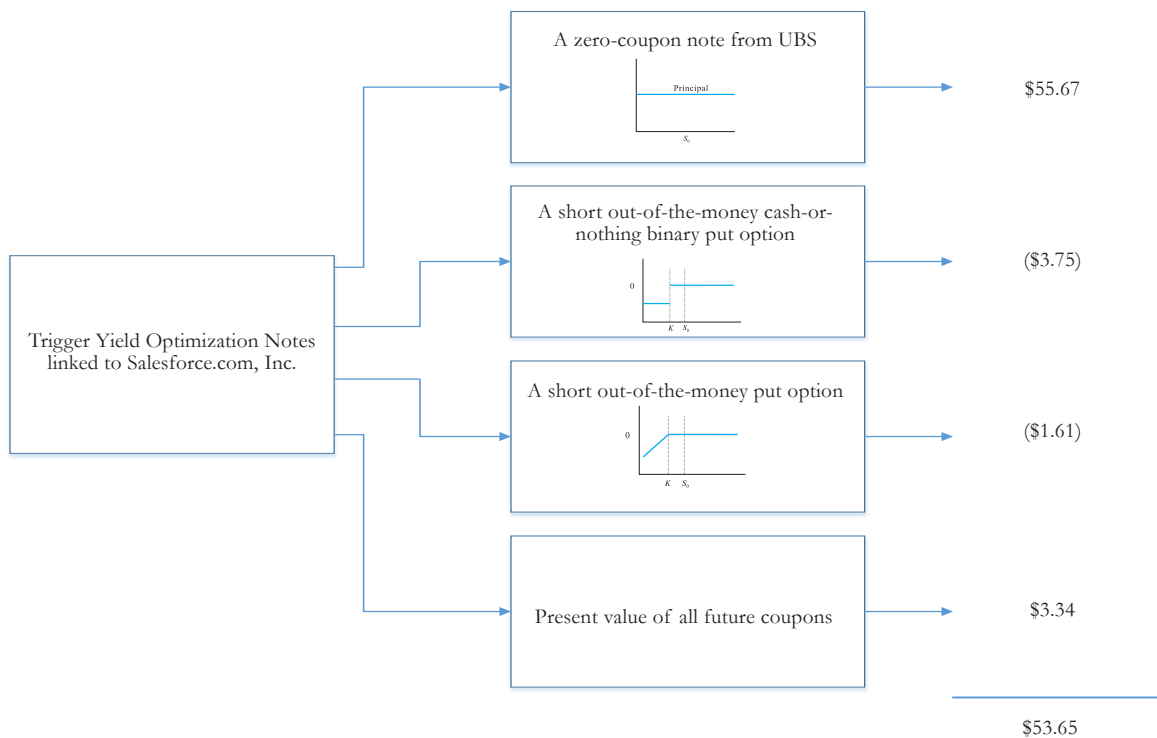 A zero-coupon note from UBS
Principal
S₀
$55.67
A short out-of-the-money cash-or-
nothing binary put option
0
K S₀
($3.75)
Trigger Yield Optimization Notes
linked to Salesforce.com, Inc.
A short out-of-the-money put option
0
K S₀
($1.61)
Present value of all future coupons
$3.34
$53.65